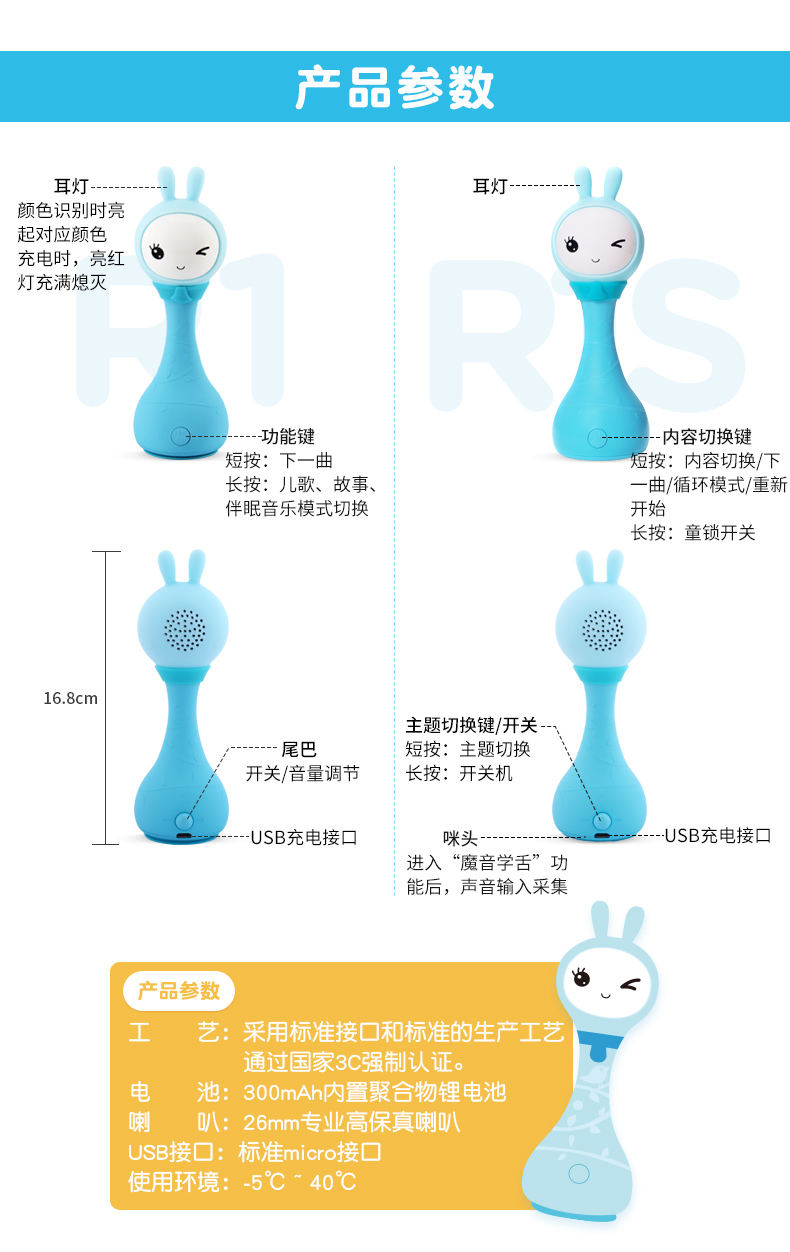 产品参数
R1
耳灯
颜色识别时亮
起对应颜色
充电时，亮红
灯充满熄灭
功能键
短按：下一曲
长按：儿歌、故事、
伴眠音乐模式切换
R1S
耳灯
内容切换键
短按：内容切换/下
一曲/循环模式/重新
开始
长按：童锁开关
16.8cm
尾巴
开关/音量调节
USB充电接口
主题切换键/开关
短按：主题切换
长按：开关机
咪头
进入“魔音学舌”功
能后，声音输入采集
USB充电接口
产品参数
工 艺：采用标准接口和标准的生产工艺
通过国家3C强制认证。
电 池：300mAh内置聚合物锂电池
喇 叭：26mm专业高保真喇叭
USB接口：标准micro接口
使用环境：-5℃ ~ 40℃